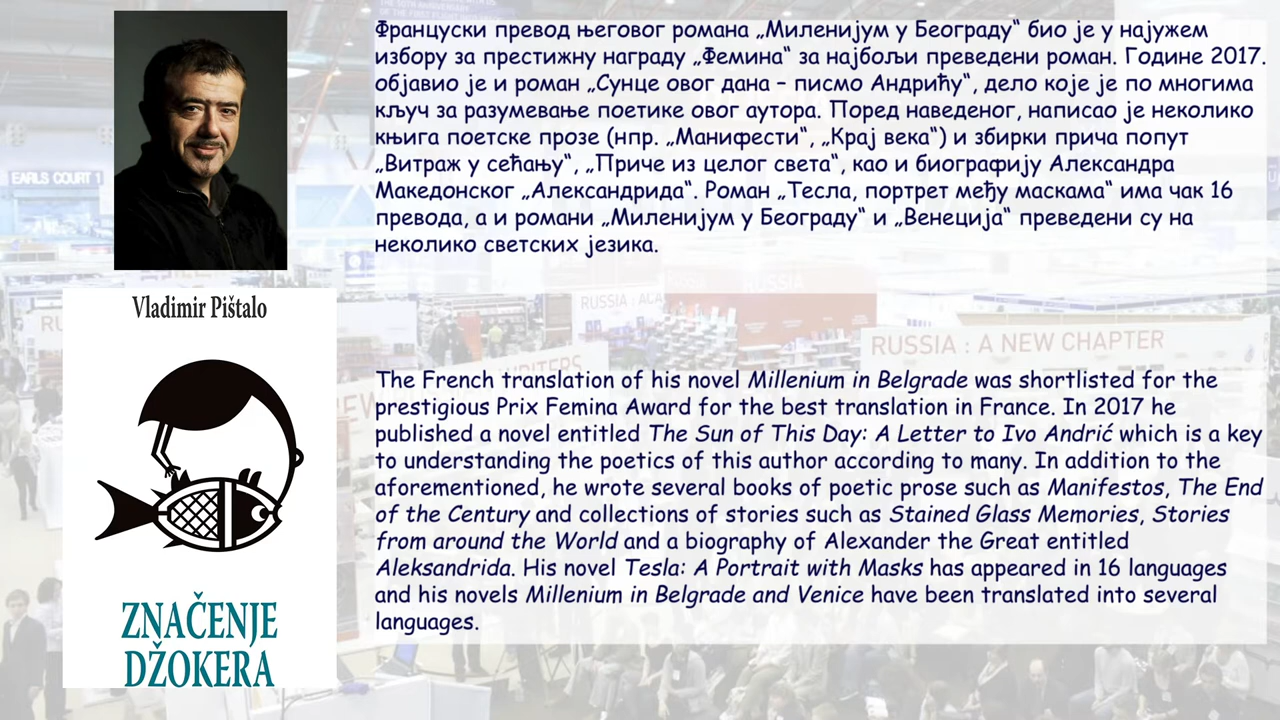 Француски превод његовог романа „Миленијум у Београду“ био је у најужем
избору за престижну награду „Фемина“ за најбољи преведени роман. Године 2017.
објавио је и роман „Сунце овог дана – писмо Андрићу“, дело које је по многима
кључ за разумевање поетике овог аутора. Поред наведеног, написао је неколико
књига поетске прозе (нпр. „Манифести“, „Крај века“) и збирки прича попут
„Витраж у сећању“, „Приче из целог света“, као и биографију Александра
Македонског „Александрида“. Роман „Тесла, портрет међу маскама“ има чак 16
превода, а и романи „Миленијум у Београду“ и „Венеција“ преведени су на
неколико светских језика.
EARLS COURT 1
Vladimir Pištalo
ZNAČENJE
DŽOKERA
RUSSIA : A NEW CHAPTER
The French translation of his novel Millenium in Belgrade was shortlisted for the
prestigious Prix Femina Award for the best translation in France. In 2017 he
published a novel entitled The Sun of This Day: A Letter to Ivo Andrić which is a key
to understanding the poetics of this author according to many. In addition to the
aforementioned, he wrote several books of poetic prose such as Manifestos, The End
of the Century and collections of stories such as Stained Glass Memories, Stories
from around the World and a biography of Alexander the Great entitled
Aleksandrida. His novel Tesla: A Portrait with Masks has appeared in 16 languages
and his novels Millenium in Belgrade and Venice have been translated into several
languages.